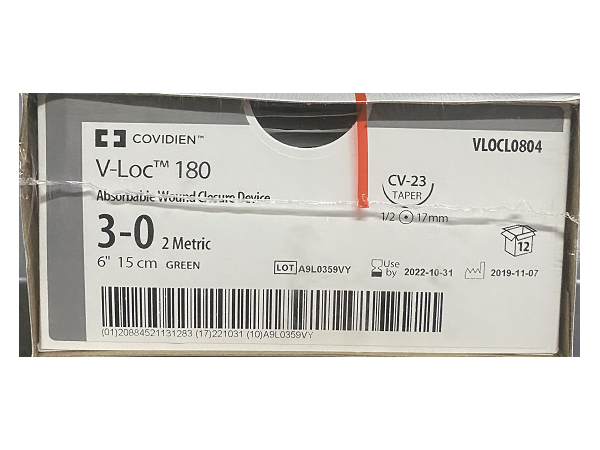 COVIDIEN™
VLOCL0804
V-Loc™ 180
Absorbable Wound Closure Device
CV-23
TAPER
1/2 17mm
3-0 2 Metric
6" 15 cm GREEN
12
LOT A9L0359VY
Use by 2022-10-31
2019-11-07
(01)20884521131283 (17)221031 (10)A9L0359VY